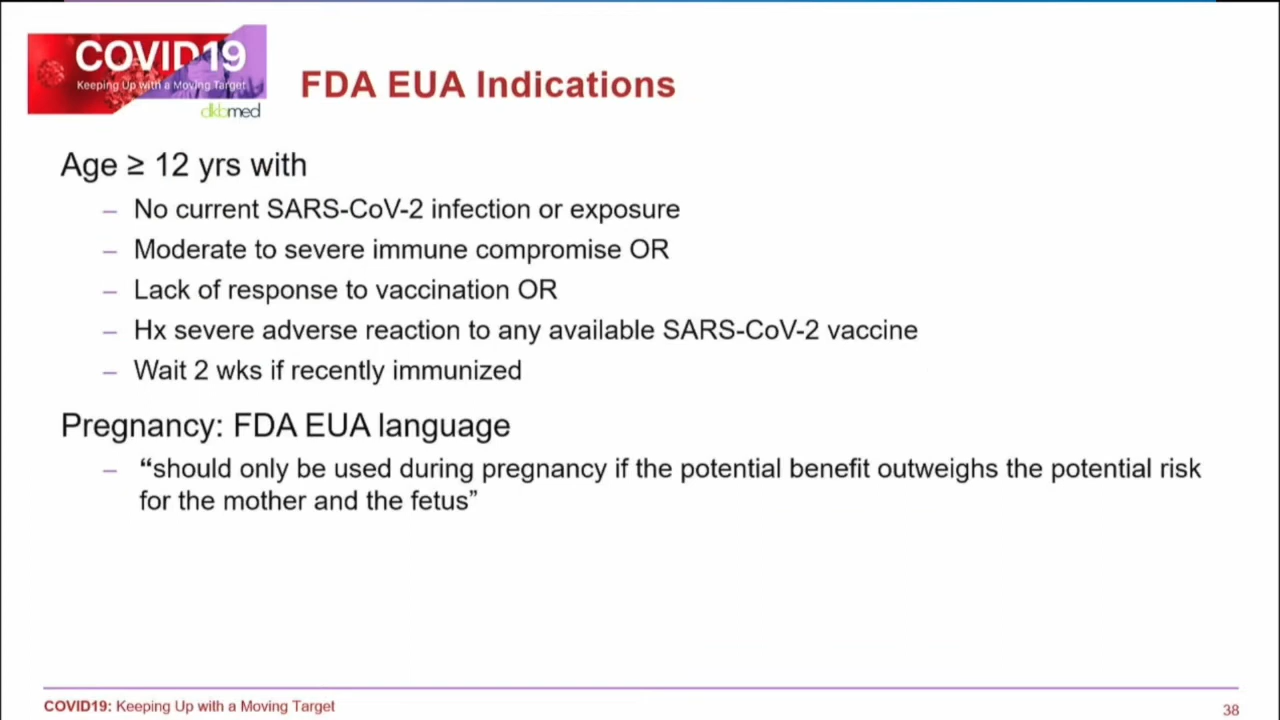 COVID19
Keeping Up with a Moving Target
dkbmed
FDA EUA Indications
Age ≥ 12 yrs with
– No current SARS-CoV-2 infection or exposure
– Moderate to severe immune compromise OR
– Lack of response to vaccination OR
– Hx severe adverse reaction to any available SARS-CoV-2 vaccine
– Wait 2 wks if recently immunized
Pregnancy: FDA EUA language
– “should only be used during pregnancy if the potential benefit outweighs the potential risk
for the mother and the fetus”
COVID19: Keeping Up with a Moving Target
38